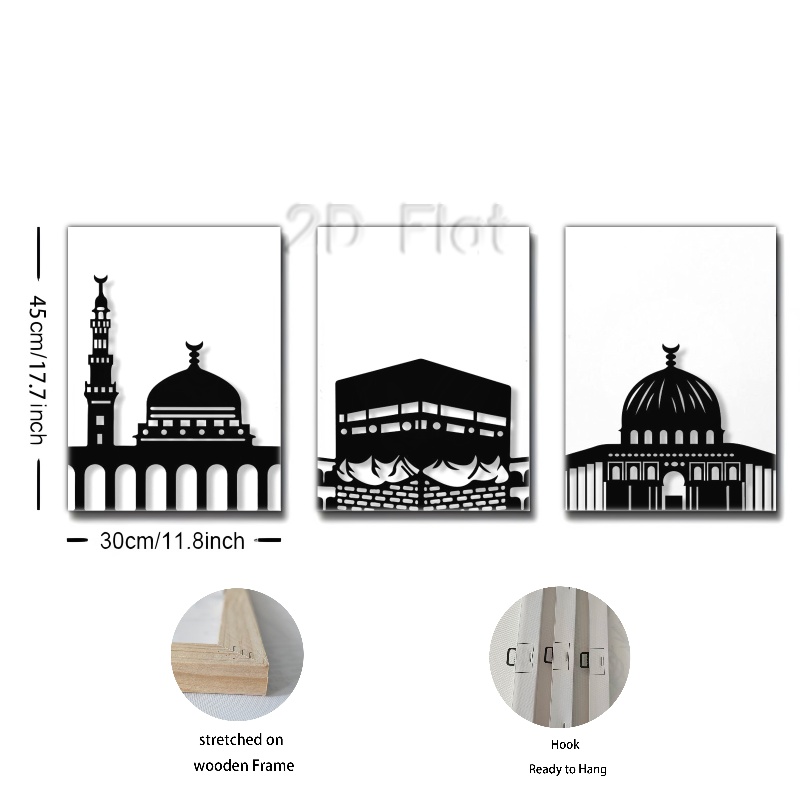 2D Flat
45cm/17.7inch
30cm/11.8inch
stretched on
wooden Frame
Hook
Ready to Hang